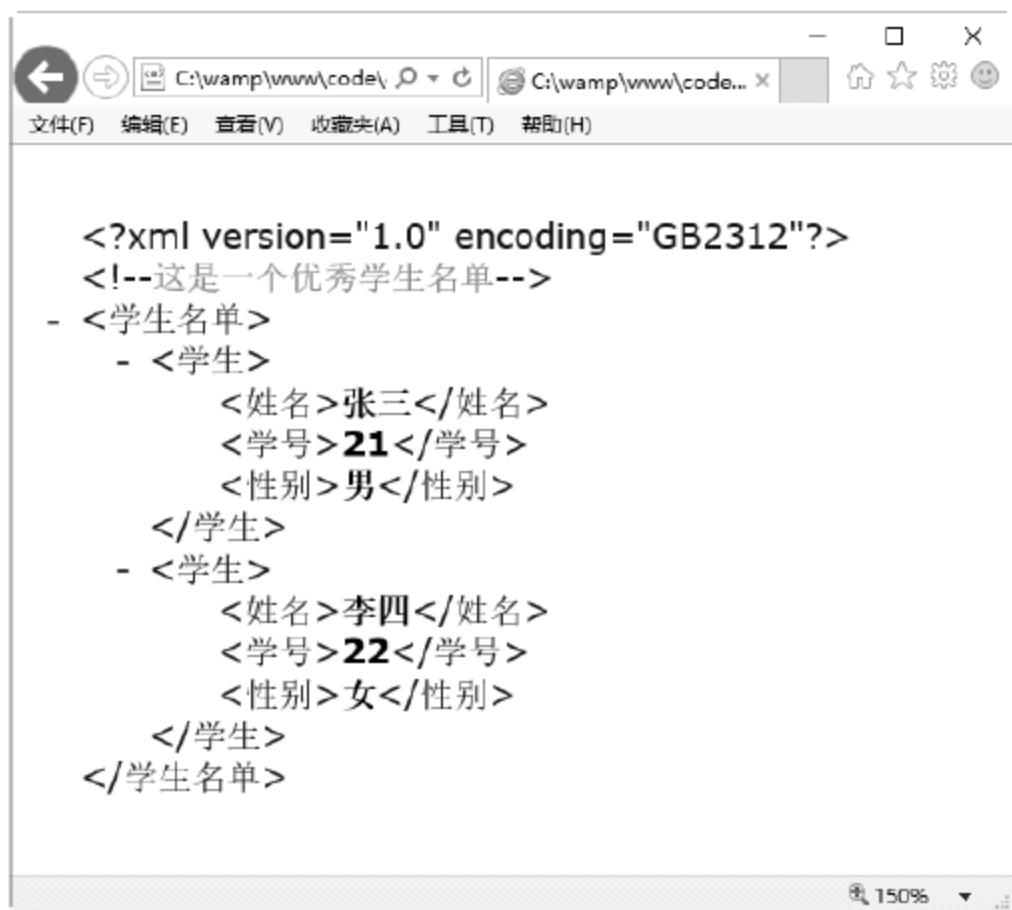 C:\wamp\www\code\
C:\wamp\www\code...
文件(F) 编辑(E) 查看(V) 收藏夹(A) 工具(T) 帮助(H)
<?xml version="1.0" encoding="GB2312"?>
<!--这是一个优秀学生名单-->
- <学生名单>
- <学生>
<姓名>张三</姓名>
<学号>21</学号>
<性别>男</性别>
</学生>
- <学生>
<姓名>李四</姓名>
<学号>22</学号>
<性别>女</性别>
</学生>
</学生名单>
150%